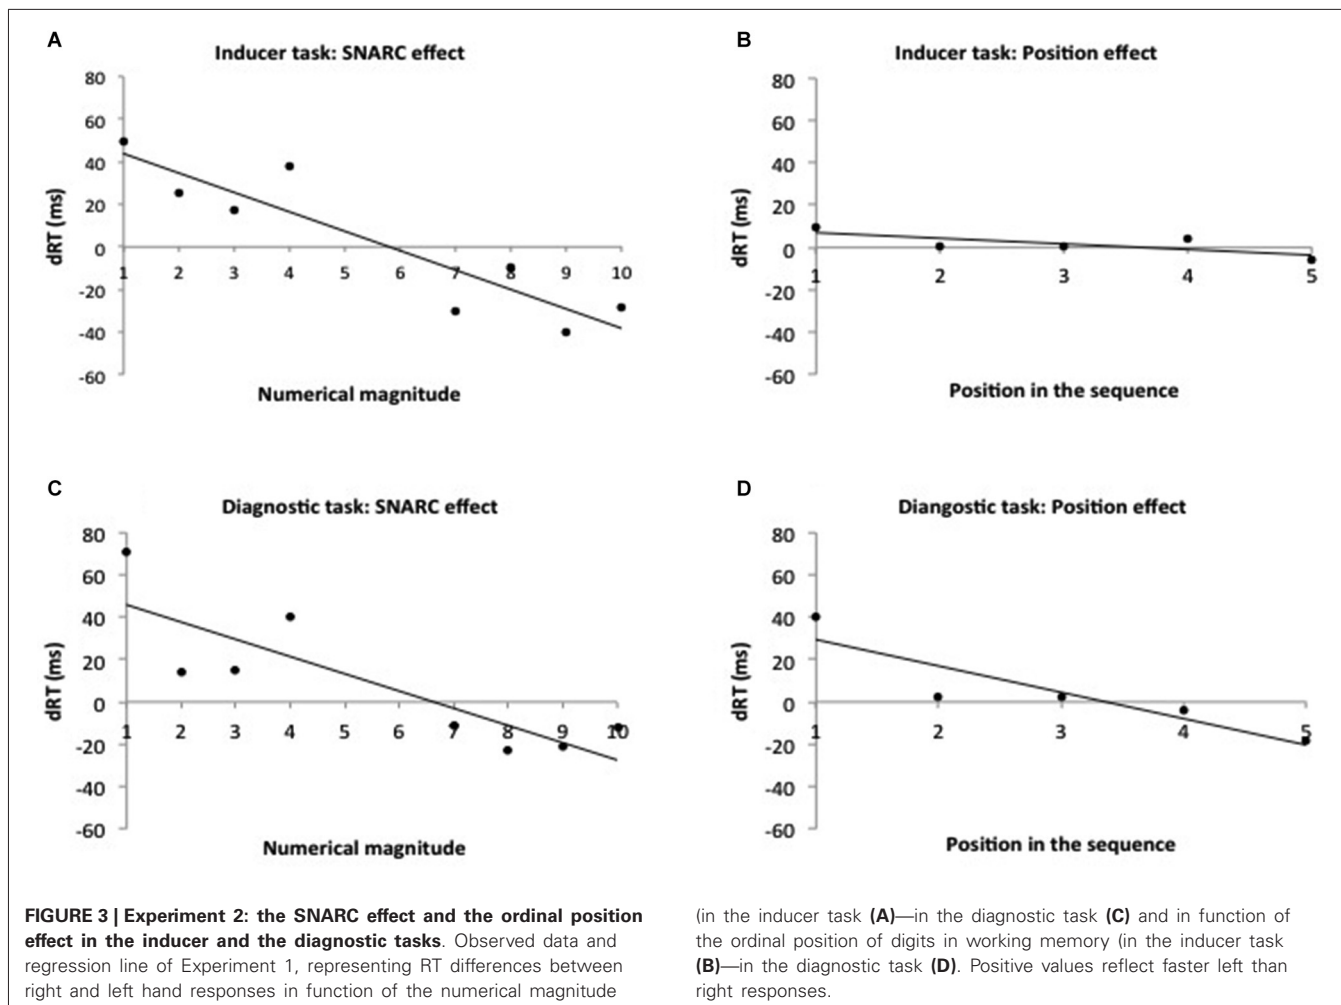 A
Inducer task: SNARC effect
80
60
40
20
0
-20
-40
-60
1 2 3 4 5 6 7 8 9 10
dRT (ms)
Numerical magnitude
B
Inducer task: Position effect
80
60
40
20
0
-20
-40
-60
1 2 3 4 5
dRT (ms)
Position in the sequence
C
Diagnostic task: SNARC effect
80
60
40
20
0
-20
-40
-60
1 2 3 4 5 6 7 8 9 10
dRT (ms)
Numerical magnitude
D
Diangostic task: Position effect
80
60
40
20
0
-20
-40
-60
1 2 3 4 5
dRT (ms)
Position in the sequence
FIGURE 3 | Experiment 2: the SNARC effect and the ordinal position
effect in the inducer and the diagnostic tasks. Observed data and
regression line of Experiment 1, representing RT differences between
right and left hand responses in function of the numerical magnitude
(in the inducer task (A)—in the diagnostic task (C) and in function of
the ordinal position of digits in working memory (in the inducer task
(B)—in the diagnostic task (D). Positive values reflect faster left than
right responses.